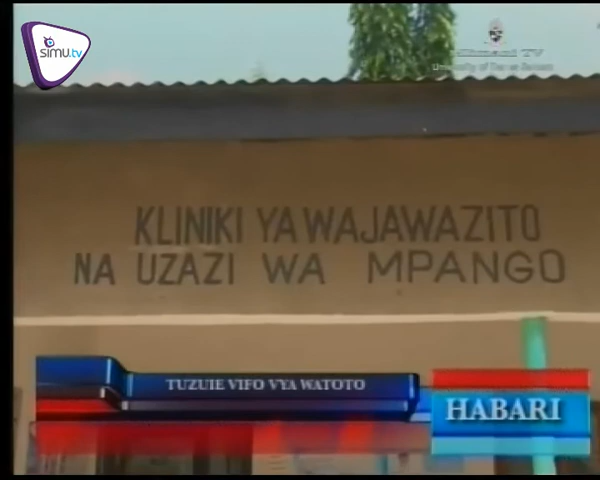 SIMU.tv
KLINIKI YA WAJAWAZITO
NA UZAZI WA MPANGO
TUZUIE VIFO VYA WATOTO
HABARI